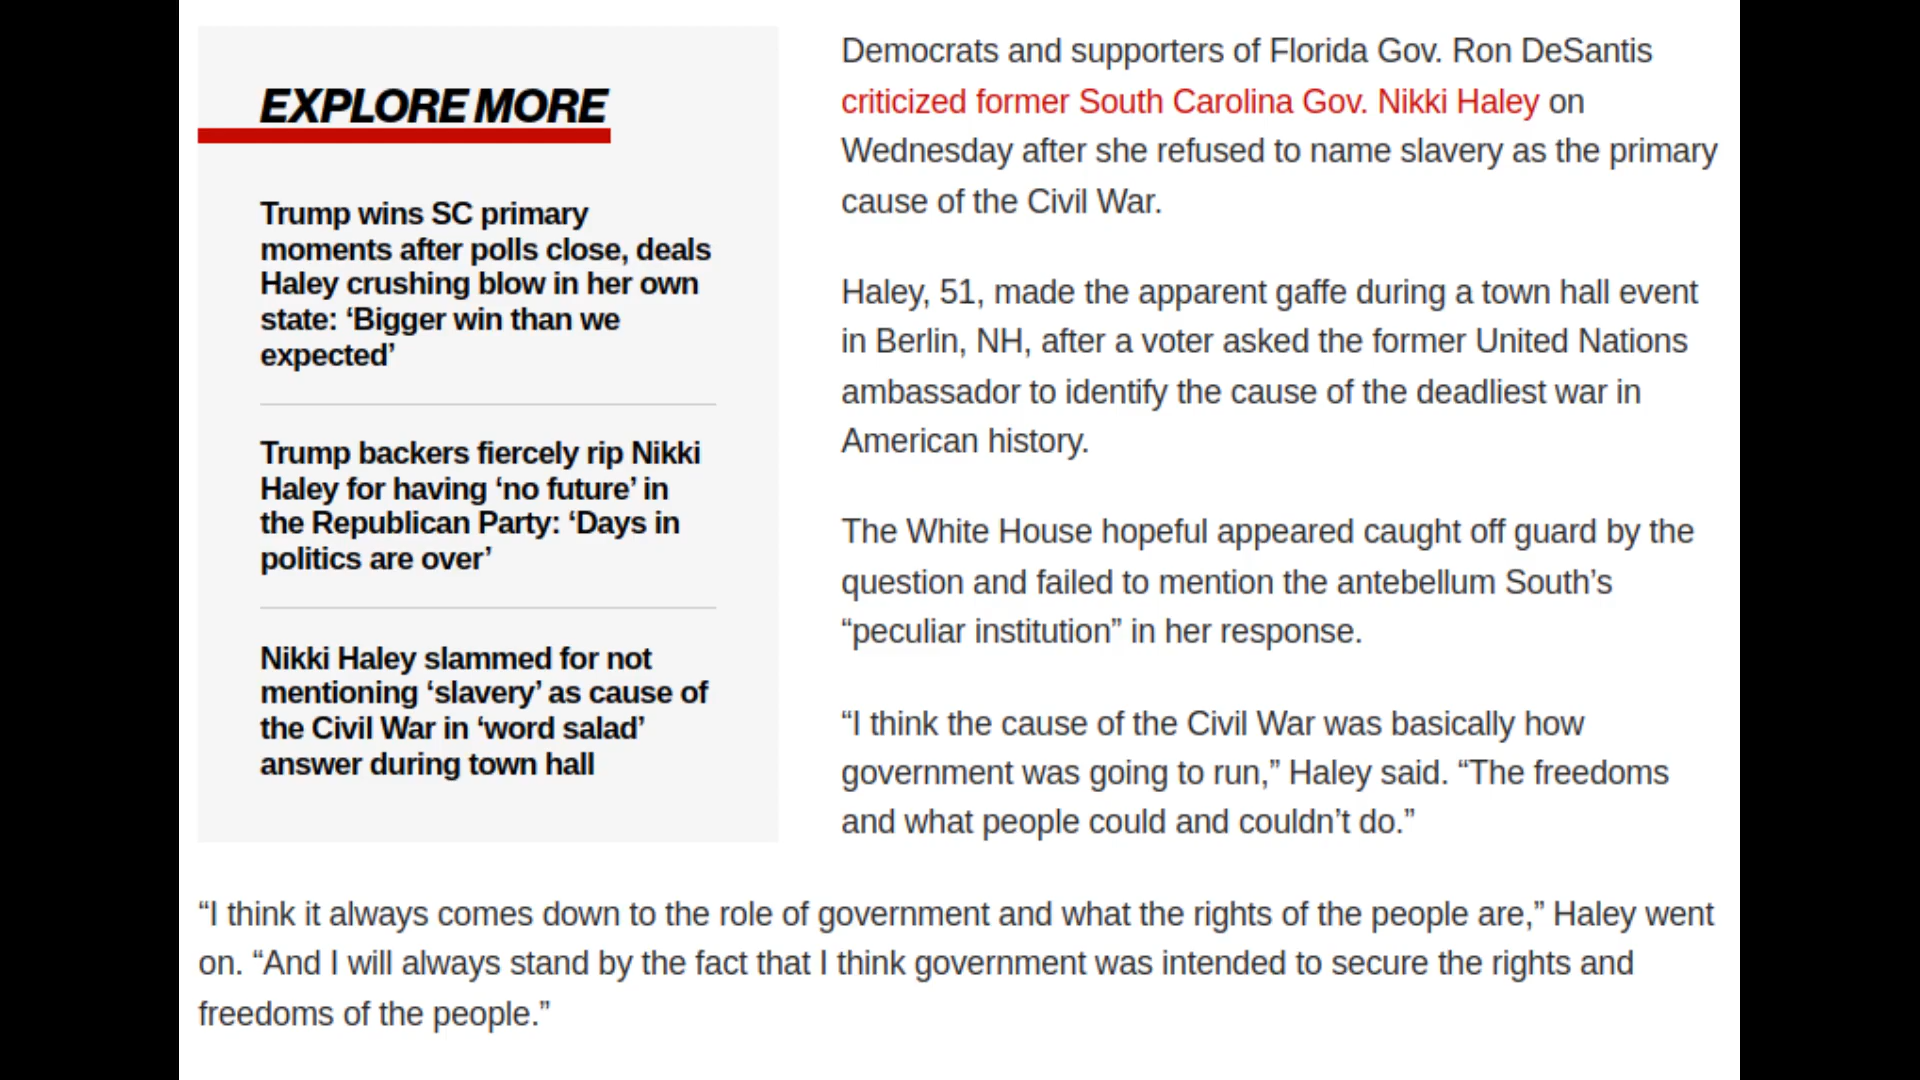 EXPLORE MORE
Trump wins SC primary
moments after polls close, deals
Haley crushing blow in her own
state: ‘Bigger win than we
expected’
Trump backers fiercely rip Nikki
Haley for having ‘no future’ in
the Republican Party: ‘Days in
politics are over’
Nikki Haley slammed for not
mentioning ‘slavery’ as cause of
the Civil War in ‘word salad’
answer during town hall
Democrats and supporters of Florida Gov. Ron DeSantis
criticized former South Carolina Gov. Nikki Haley on
Wednesday after she refused to name slavery as the primary
cause of the Civil War.
Haley, 51, made the apparent gaffe during a town hall event
in Berlin, NH, after a voter asked the former United Nations
ambassador to identify the cause of the deadliest war in
American history.
The White House hopeful appeared caught off guard by the
question and failed to mention the antebellum South’s
“peculiar institution” in her response.
“I think the cause of the Civil War was basically how
government was going to run,” Haley said. “The freedoms
and what people could and couldn’t do.”
“I think it always comes down to the role of government and what the rights of the people are,” Haley went
on. “And I will always stand by the fact that I think government was intended to secure the rights and
freedoms of the people.”